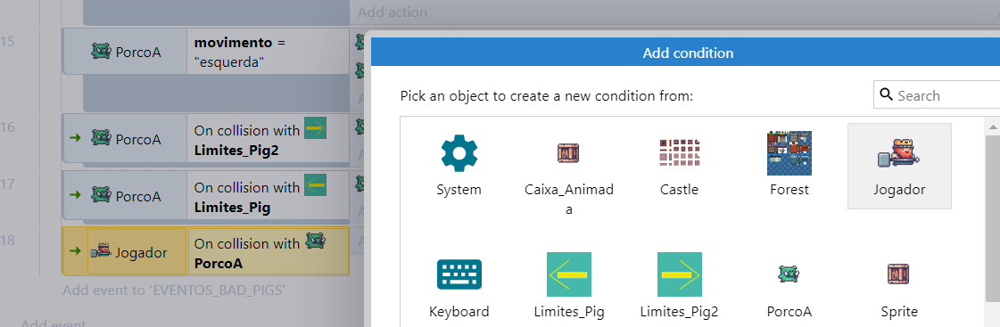 Add action
15
PorcoA
movimento =
"esquerda"
16
PorcoA
On collision with
Limites_Pig2
17
PorcoA
On collision with
Limites_Pig
18
Jogador
On collision with
PorcoA
Add event to 'EVENTOS_BAD_PIGS'
Add event
Add condition
Pick an object to create a new condition from:
Search
System
Caixa_Animad
a
Castle
Forest
Jogador
Keyboard
Limites_Pig
Limites_Pig2
PorcoA
Sprite